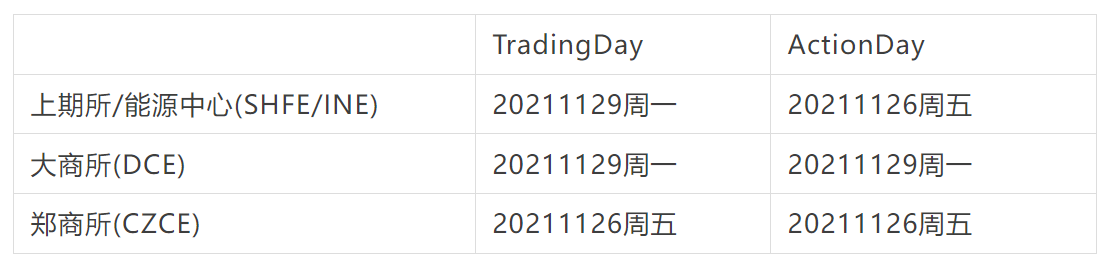 TradingDay ActionDay
上期所/能源中心(SHFE/INE) 20211129周一 20211126周五
大商所(DCE) 20211129周一 20211129周一
郑商所(CZCE) 20211126周五 20211126周五